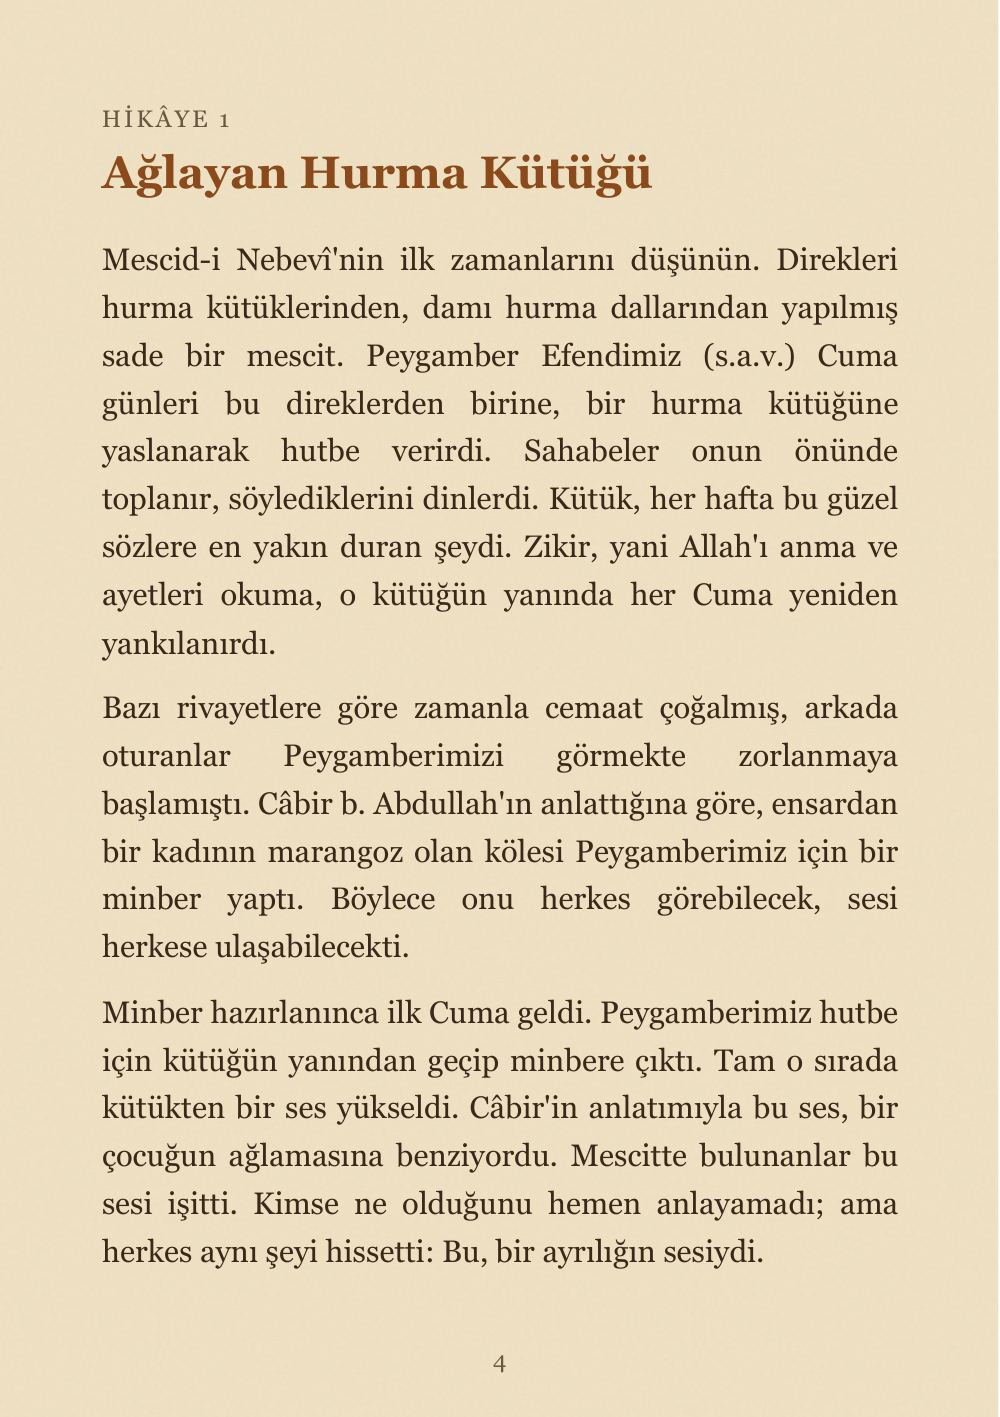 HİKÂYE 1
Ağlayan Hurma Kütüğü
Mescid-i Nebevî'nin ilk zamanlarını düşünün. Direkleri
hurma kütüklerinden, damı hurma dallarından yapılmış
sade bir mescit. Peygamber Efendimiz (s.a.v.) Cuma
günleri bu direklerden birine, bir hurma kütüğüne
yaslanarak hutbe verirdi. Sahabeler onun önünde
toplanır, söylediklerini dinlerdi. Kütük, her hafta bu güzel
sözlere en yakın duran şeydi. Zikir, yani Allah'ı anma ve
ayetleri okuma, o kütüğün yanında her Cuma yeniden
yankılanırdı.
Bazı rivayetlere göre zamanla cemaat çoğalmış, arkada
oturanlar Peygamberimizi görmekte zorlanmaya
başlamıştı. Câbir b. Abdullah'ın anlattığına göre, ensardan
bir kadının marangoz olan kölesi Peygamberimiz için bir
minber yaptı. Böylece onu herkes görebilecek, sesi
herkese ulaşabilecekti.
Minber hazırlanınca ilk Cuma geldi. Peygamberimiz hutbe
için kütüğün yanından geçip minbere çıktı. Tam o sırada
kütükten bir ses yükseldi. Câbir'in anlatımıyla bu ses, bir
çocuğun ağlamasına benziyordu. Mescitte bulunanlar bu
sesi işitti. Kimse ne olduğunu hemen anlayamadı; ama
herkes aynı şeyi hissetti: Bu, bir ayrılığın sesiydi.
4